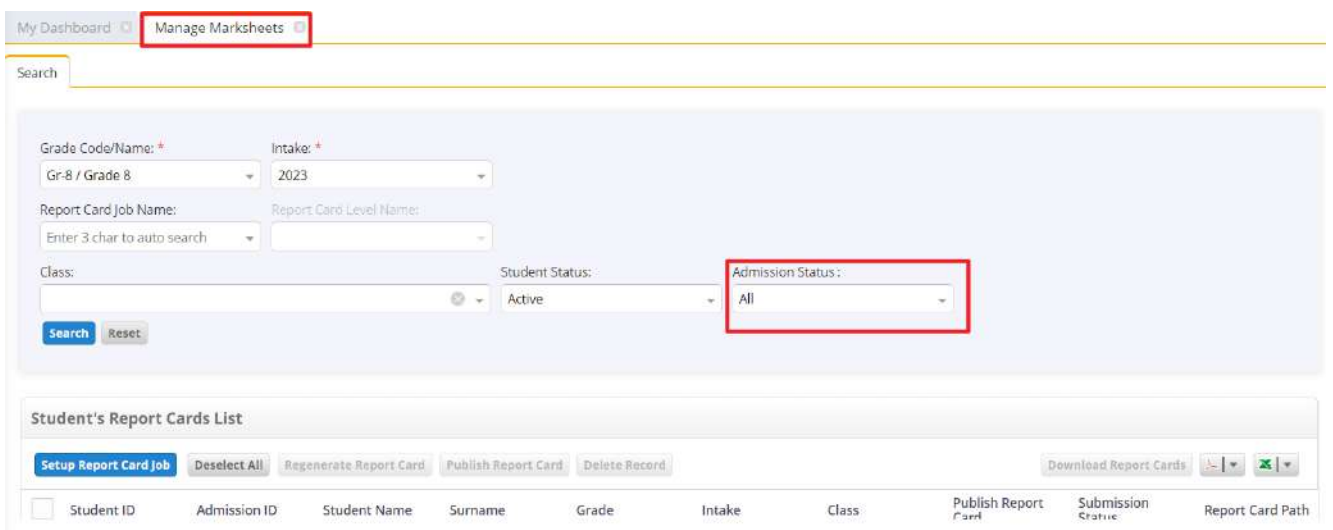 My Dashboard Manage Marksheets
Search
Grade Code/Name: * Intake: *
Gr-8 / Grade 8 2023
Report Card Job Name: Report Card Level Name:
Enter 3 char to auto search
Class: Student Status: Admission Status :
Active All
Search Reset
Student's Report Cards List
Setup Report Card Job Deselect All Regenerate Report Card Publish Report Card Delete Record Download Report Cards
Student ID Admission ID Student Name Surname Grade Intake Class Publish Report Card Submission Status Report Card Path